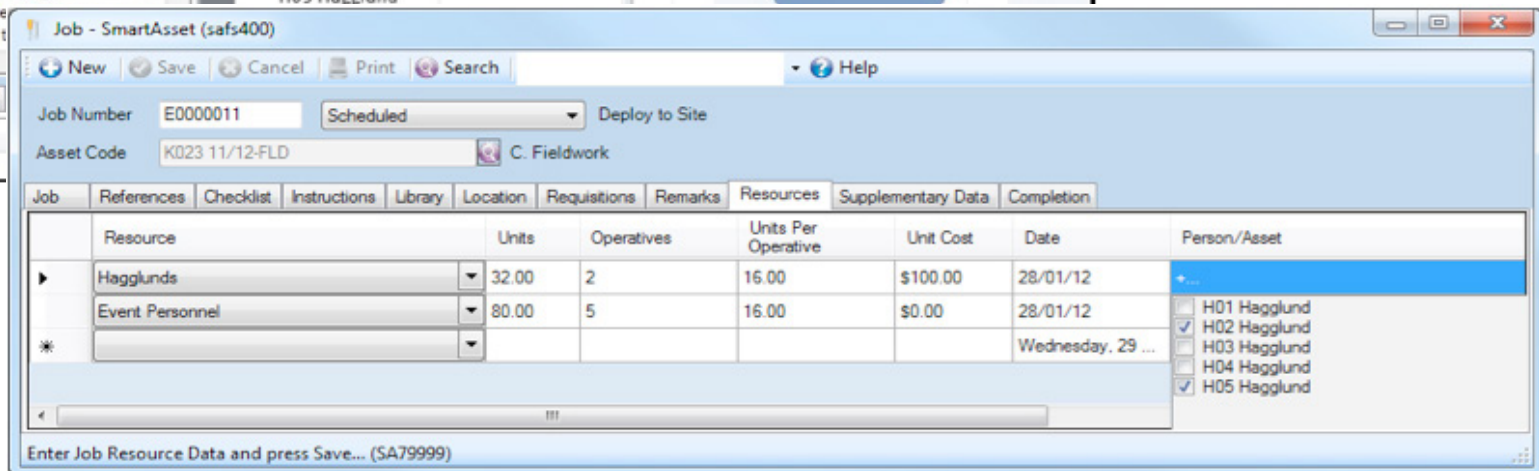 Job - SmartAsset (safs400)
New Save Cancel Print Search Help
Job Number E0000011 Scheduled Deploy to Site
Asset Code K023 11/12-FLD C. Fieldwork
Job References Checklist Instructions Library Location Requisitions Remarks Resources Supplementary Data Completion
Resource Units Operatives Units Per Operative Unit Cost Date Person/Asset
Hagglunds 32.00 2 16.00 $100.00 28/01/12 +...
Event Personnel 80.00 5 16.00 $0.00 28/01/12
Wednesday, 29 ...
H01 Hagglund
H02 Hagglund
H03 Hagglund
H04 Hagglund
H05 Hagglund
Enter Job Resource Data and press Save... (SA79999)